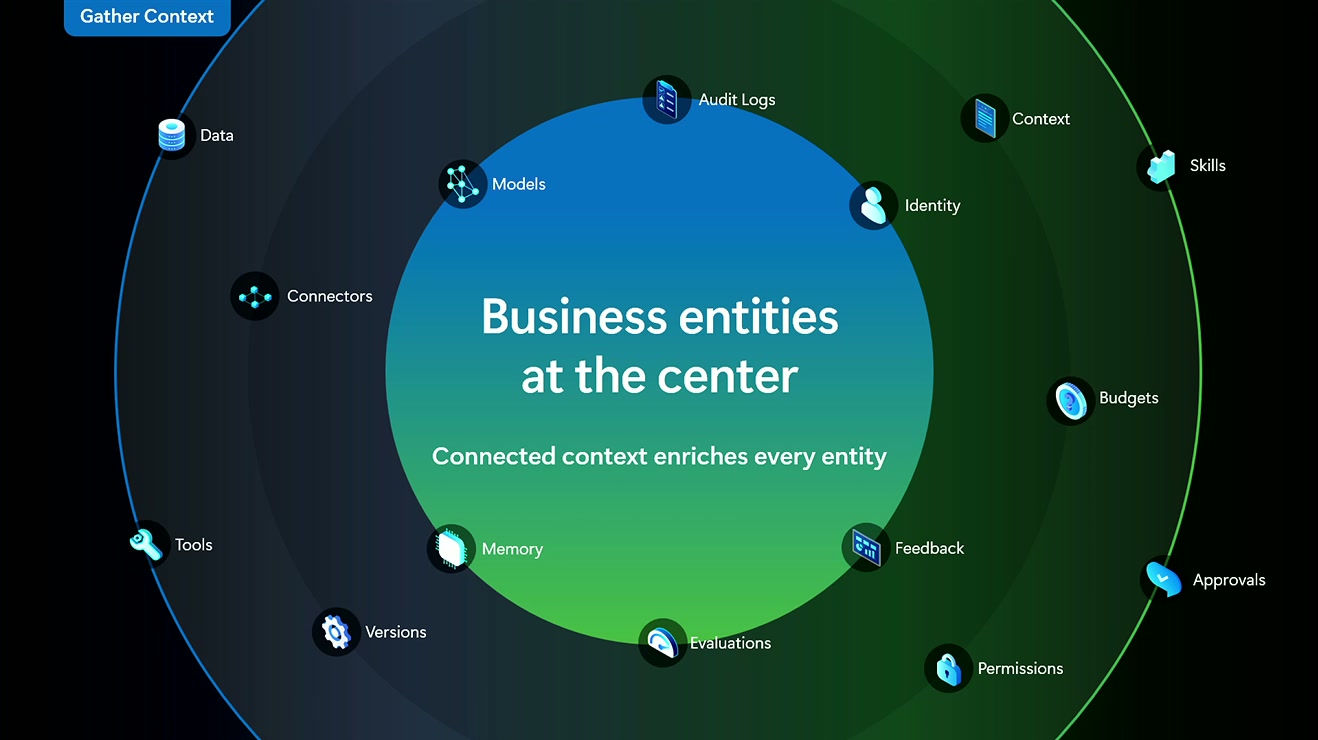 Gather Context
Audit Logs
Context
Data
Skills
Models
Identity
Connectors
Business entities
at the center
Budgets
Connected context enriches every entity
Tools
Memory
Feedback
Approvals
Versions
Evaluations
Permissions